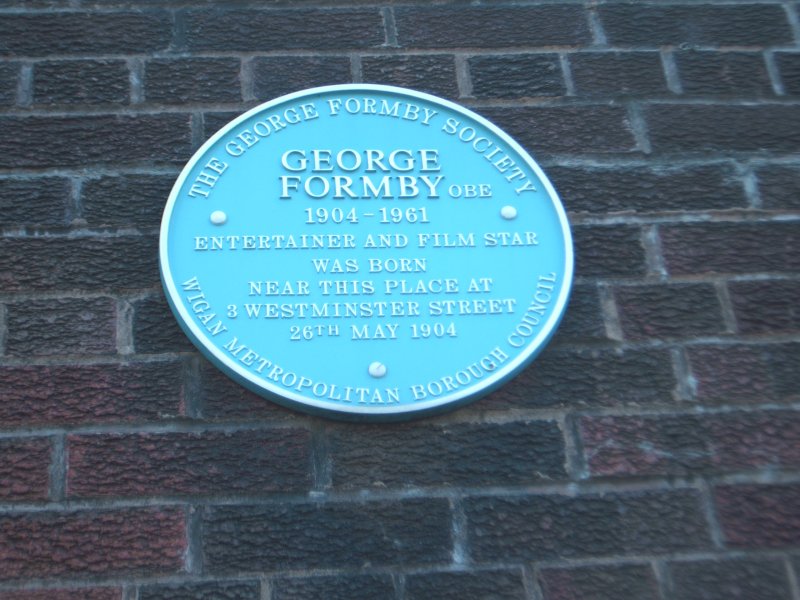 THE GEORGE FORMBY SOCIETY
GEORGE
FORMBY OBE
1904-1961
ENTERTAINER AND FILM STAR
WAS BORN
NEAR THIS PLACE AT
3 WESTMINSTER STREET
26TH MAY 1904
WIGAN METROPOLITAN BOROUGH COUNCIL